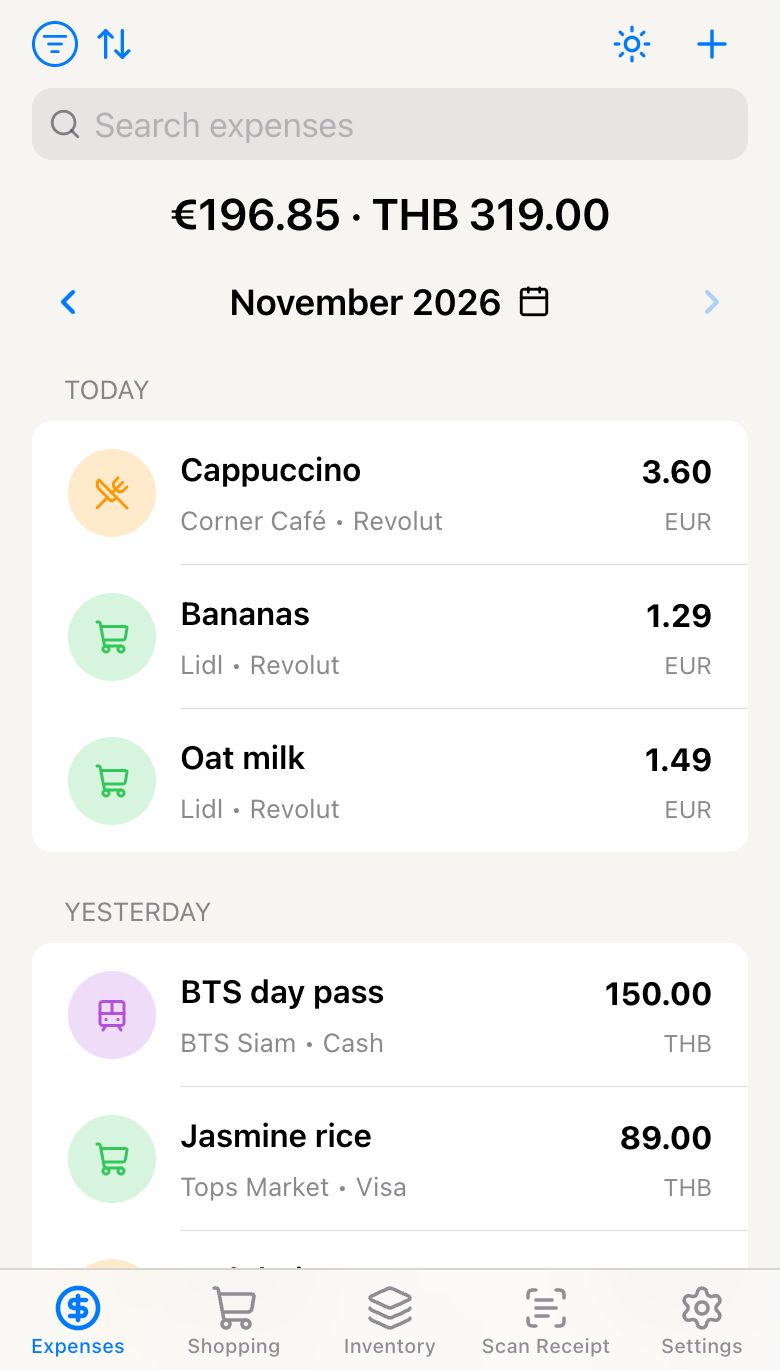 Search expenses
€196.85 · THB 319.00
November 2026
TODAY
Cappuccino 3.60
Corner Café • Revolut EUR
Bananas 1.29
Lidl • Revolut EUR
Oat milk 1.49
Lidl • Revolut EUR
YESTERDAY
BTS day pass 150.00
BTS Siam • Cash THB
Jasmine rice 89.00
Tops Market • Visa THB
Expenses Shopping Inventory Scan Receipt Settings